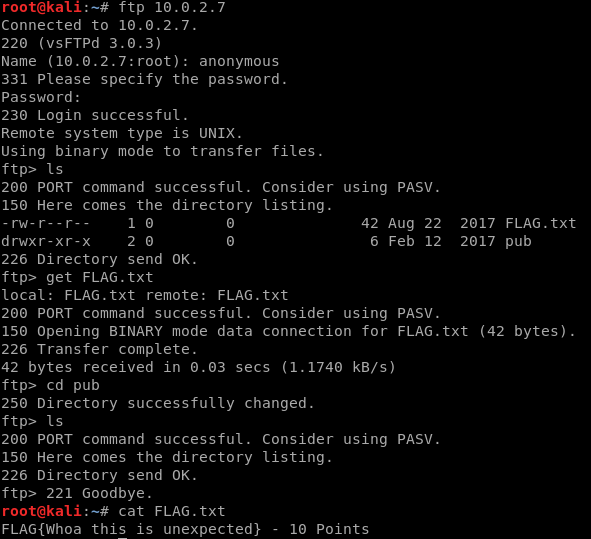 root@kali:~# ftp 10.0.2.7
Connected to 10.0.2.7.
220 (vsFTPd 3.0.3)
Name (10.0.2.7:root): anonymous
331 Please specify the password.
Password:
230 Login successful.
Remote system type is UNIX.
Using binary mode to transfer files.
ftp> ls
200 PORT command successful. Consider using PASV.
150 Here comes the directory listing.
-rw-r--r--    1 0        0              42 Aug 22  2017 FLAG.txt
drwxr-xr-x    2 0        0               6 Feb 12  2017 pub
226 Directory send OK.
ftp> get FLAG.txt
local: FLAG.txt remote: FLAG.txt
200 PORT command successful. Consider using PASV.
150 Opening BINARY mode data connection for FLAG.txt (42 bytes).
226 Transfer complete.
42 bytes received in 0.03 secs (1.1740 kB/s)
ftp> cd pub
250 Directory successfully changed.
ftp> ls
200 PORT command successful. Consider using PASV.
150 Here comes the directory listing.
226 Directory send OK.
ftp> 221 Goodbye.
root@kali:~# cat FLAG.txt
FLAG{Whoa this is unexpected} - 10 Points